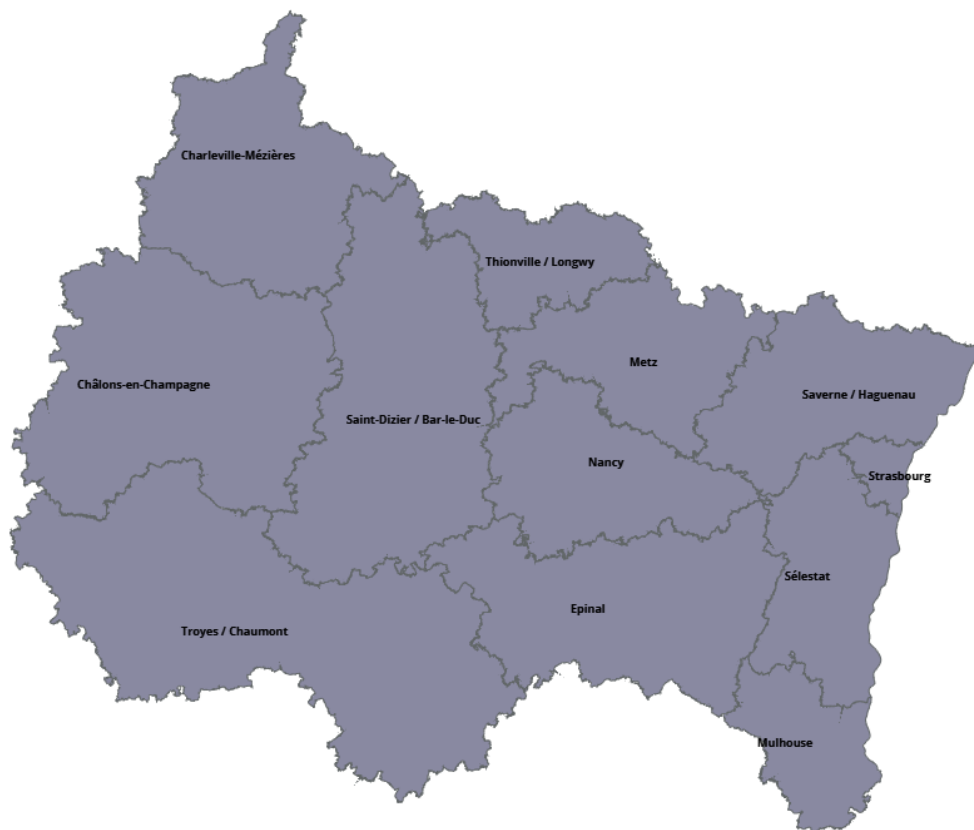 Charleville-Mézières
Thionville / Longwy
Metz
Châlons-en-Champagne
Saverne / Haguenau
Saint-Dizier / Bar-le-Duc
Nancy
Strasbourg
Sélestat
Epinal
Troyes / Chaumont
Mulhouse